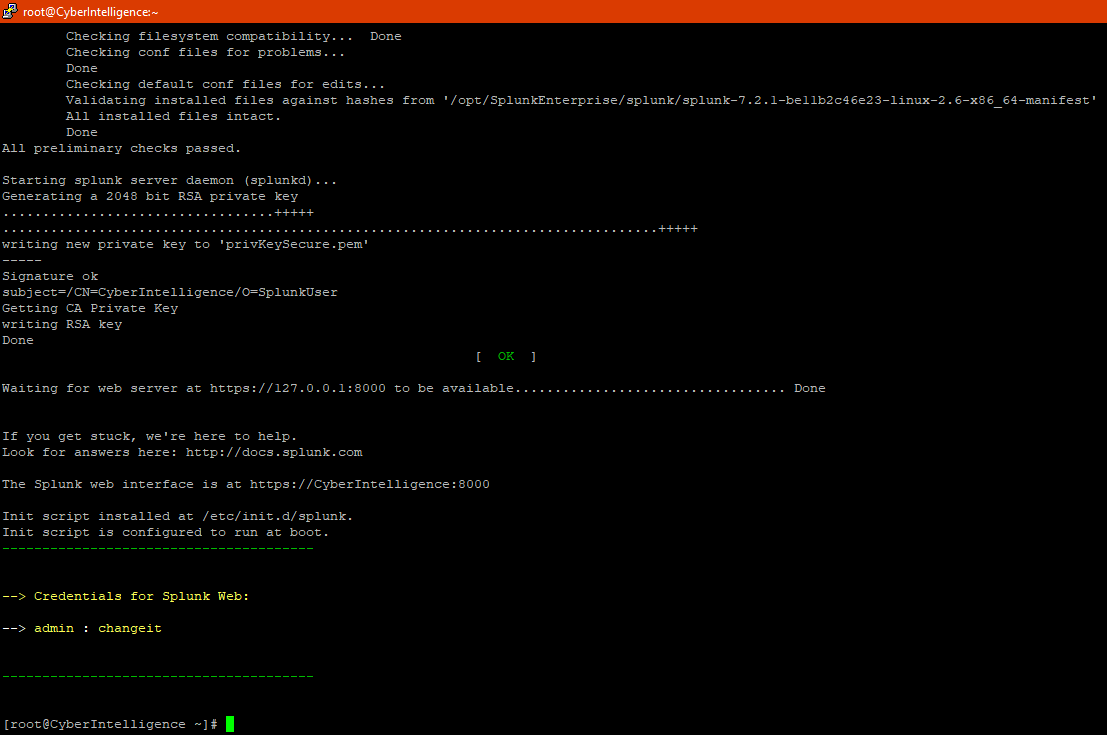 root@CyberIntelligence:~
Checking filesystem compatibility...  Done
Checking conf files for problems...
Done
Checking default conf files for edits...
Validating installed files against hashes from '/opt/SplunkEnterprise/splunk/splunk-7.2.1-be11b2c46e23-linux-2.6-x86_64-manifest'
All installed files intact.
Done
All preliminary checks passed.
Starting splunk server daemon (splunkd)...
Generating a 2048 bit RSA private key
..................................+++++
..................................................................................+++++
writing new private key to 'privKeySecure.pem'
-----
Signature ok
subject=/CN=CyberIntelligence/O=SplunkUser
Getting CA Private Key
writing RSA key
Done
[  OK  ]
Waiting for web server at https://127.0.0.1:8000 to be available.................................. Done
If you get stuck, we're here to help.
Look for answers here: http://docs.splunk.com
The Splunk web interface is at https://CyberIntelligence:8000
Init script installed at /etc/init.d/splunk.
Init script is configured to run at boot.
---------------------------------------
--> Credentials for Splunk Web:
--> admin : changeit
---------------------------------------
[root@CyberIntelligence ~]#